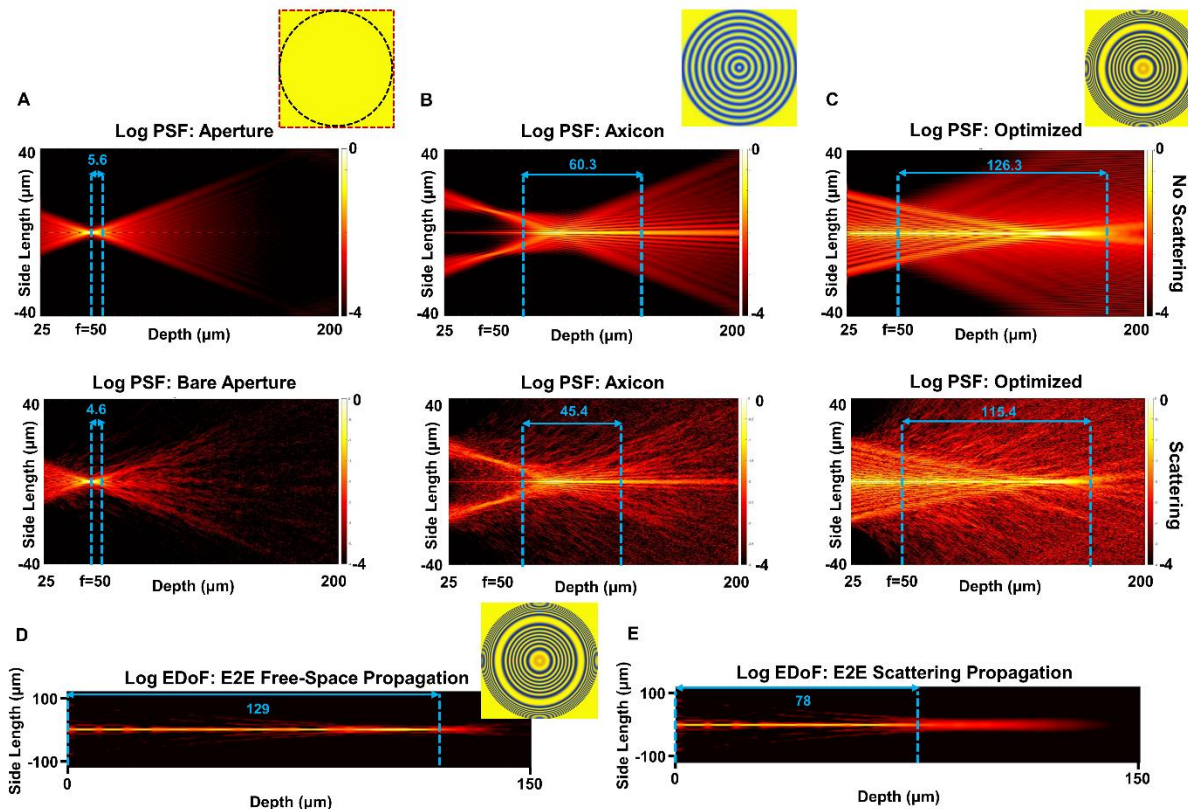 A
B
C
Log PSF: Aperture
Log PSF: Axicon
Log PSF: Optimized
40
5.6
0
60.3
0
126.3
0
Side Length (µm)
Side Length (µm)
Side Length (µm)
No Scattering
-40
-4
-4
-4
25 f=50 Depth (µm) 200
25 f=50 Depth (µm) 200
25 f=50 Depth (µm) 200
Log PSF: Bare Aperture
Log PSF: Axicon
Log PSF: Optimized
40
4.6
0
40
45.4
0
40
115.4
0
Side Length (µm)
Side Length (µm)
Side Length (µm)
Scattering
-40
-4
-40
-4
-40
-4
25 f=50 Depth (µm) 200
25 f=50 Depth (µm) 200
25 f=50 Depth (µm) 200
D
Log EDoF: E2E Free-Space Propagation
Side Length (µm)
100
-100
129
0
150
Depth (µm)
E
Log EDoF: E2E Scattering Propagation
Side Length (µm)
100
-100
78
0
150
Depth (µm)